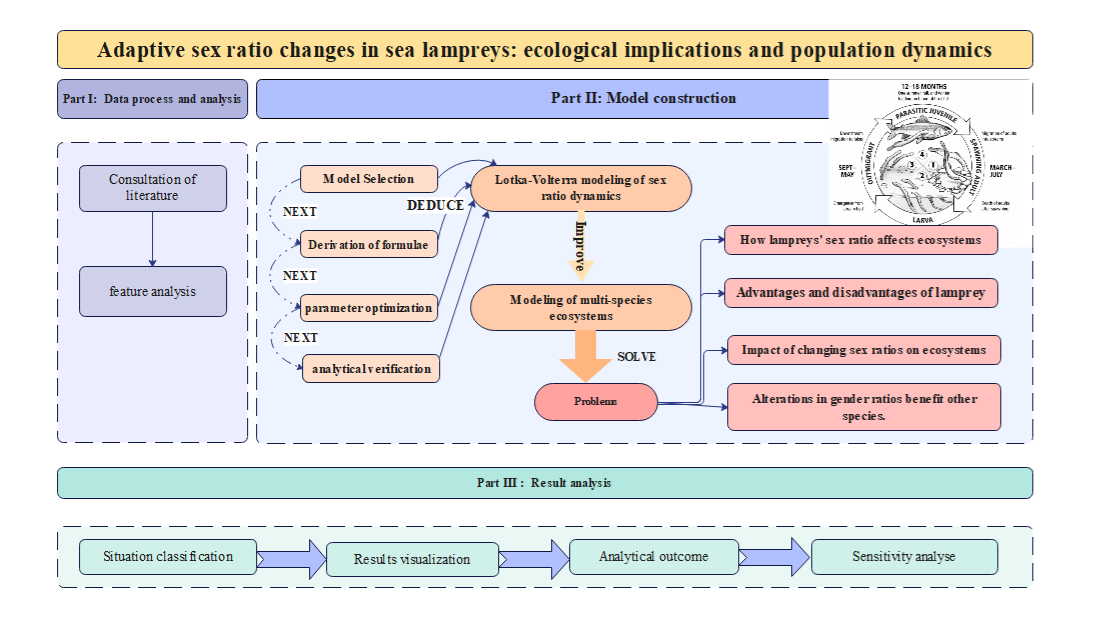 Adaptive sex ratio changes in sea lampreys: ecological implications and population dynamics
Part I: Data process and analysis
Part II: Model construction
12-18 MONTHS
PARASITIC JUVENILE
SPAWNING ADULT
MARCH-
JULY
LARVA
OUTMIGRANT
SEPT-
MAY
4
3
1
2
Consultation of
literature
feature analysis
Model Selection
NEXT
Derivation of formulae
NEXT
parameter optimization
NEXT
analytical verification
DEDUCE
Lotka-Volterra modeling of sex
ratio dynamics
Improve
Modeling of multi-species
ecosystems
SOLVE
Problems
How lampreys' sex ratio affects ecosystems
Advantages and disadvantages of lamprey
Impact of changing sex ratios on ecosystems
Alterations in gender ratios benefit other
species.
Part III : Result analysis
Situation classification
Results visualization
Analytical outcome
Sensitivity analyse